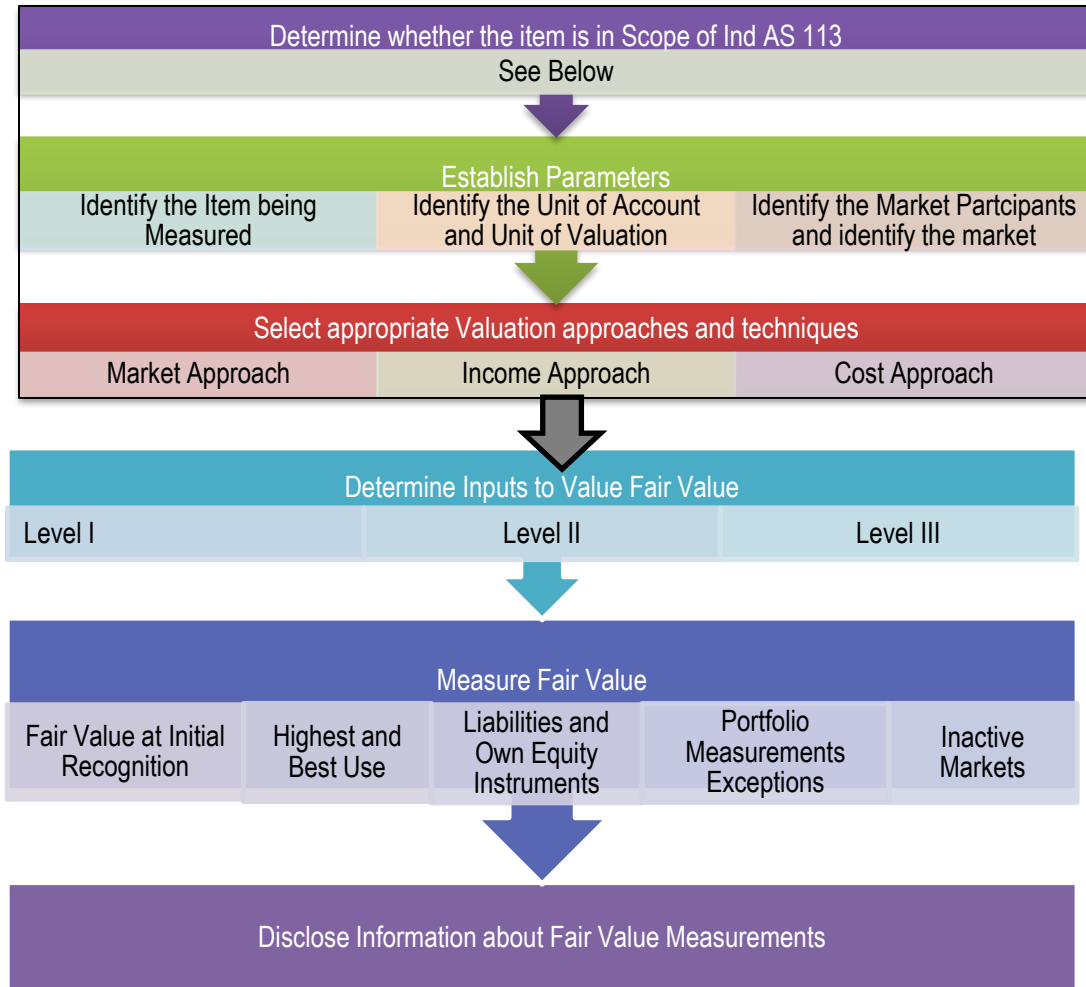 Determine whether the item is in Scope of Ind AS 113
See Below
Establish Parameters
Identify the Item being
Measured
Identify the Unit of Account
and Unit of Valuation
Identify the Market Partcipants
and identify the market
Select appropriate Valuation approaches and techniques
Market Approach
Income Approach
Cost Approach
Determine Inputs to Value Fair Value
Level I
Level II
Level III
Measure Fair Value
Fair Value at Initial
Recognition
Highest and
Best Use
Liabilities and
Own Equity
Instruments
Portfolio
Measurements
Exceptions
Inactive
Markets
Disclose Information about Fair Value Measurements